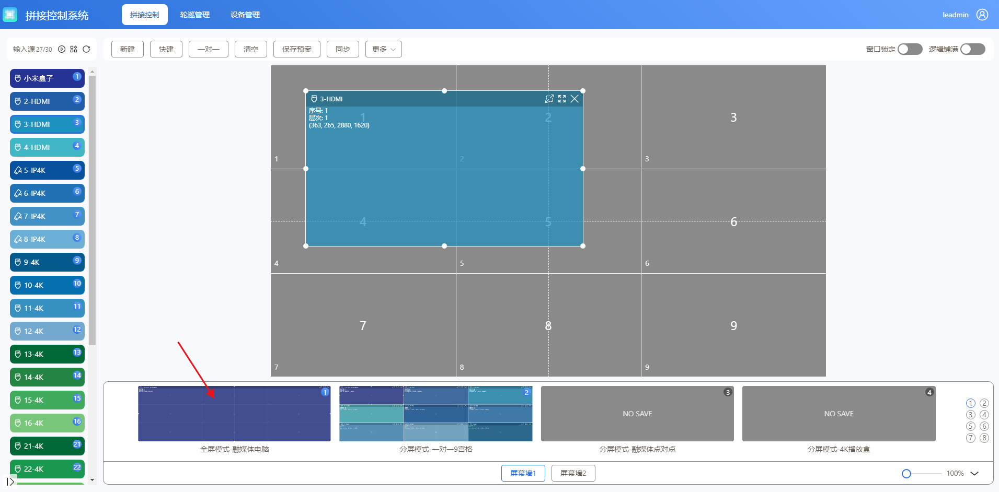 拼接控制系统
拼接控制 轮巡管理 设备管理
leadmin
输入源 27/30
新建 快建 一对一 清空 保存预案 同步 更多
窗口锁定 逻辑铺满
小米盒子 1
2-HDMI 2
3-HDMI 3
4-HDMI 4
5-IP4K 5
6-IP4K 6
7-IP4K 7
8-IP4K 8
9-4K 9
10-4K 10
11-4K 11
12-4K 12
13-4K 13
14-4K 14
15-4K 15
16-4K 16
21-4K 21
22-4K 22
3-HDMI
序号: 1
层次: 1
(363, 265, 2880, 1620)
1 2 3
1 2 3
4 5 6
4 5 6
7 8 9
7 8 9
1 2 3 4
NO SAVE NO SAVE
全屏模式-融媒体电脑 分屏模式-一对一9宫格 分屏模式-融媒体点对点 分屏模式-4K播放盒
1 2
3 4
5 6
7 8
屏幕墙1 屏幕墙2
100%